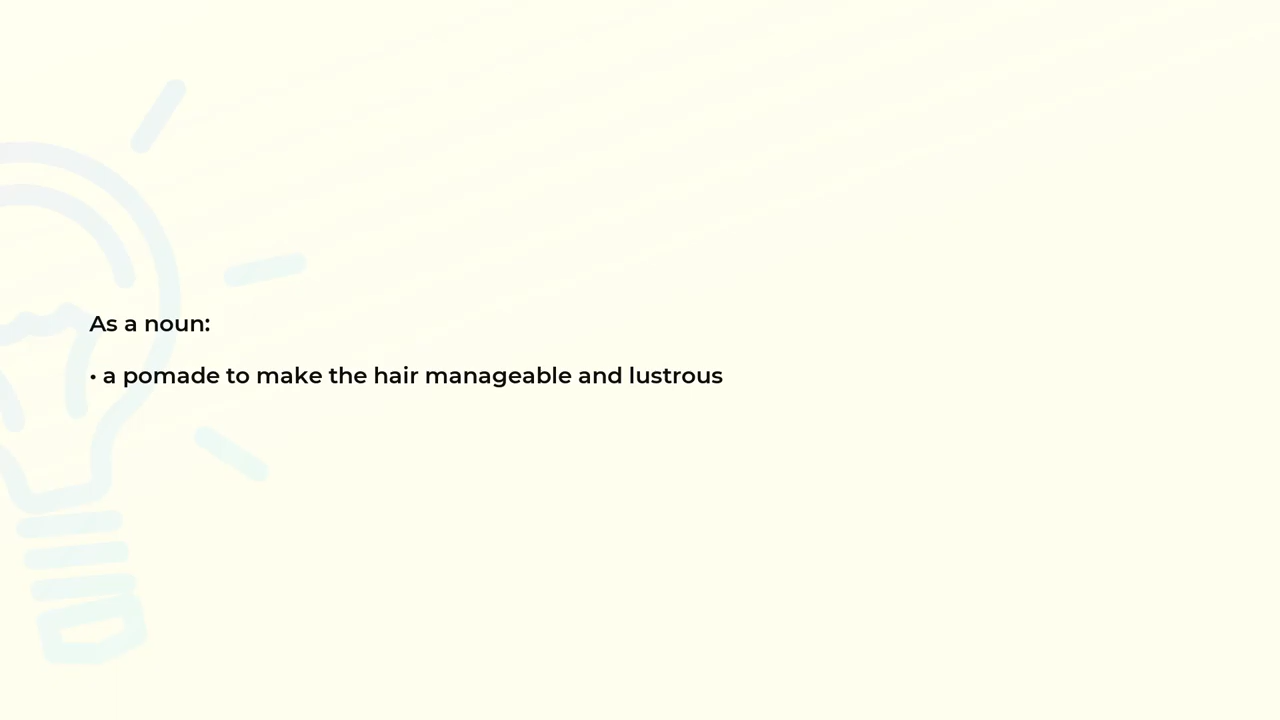 As a noun:
• a pomade to make the hair manageable and lustrous